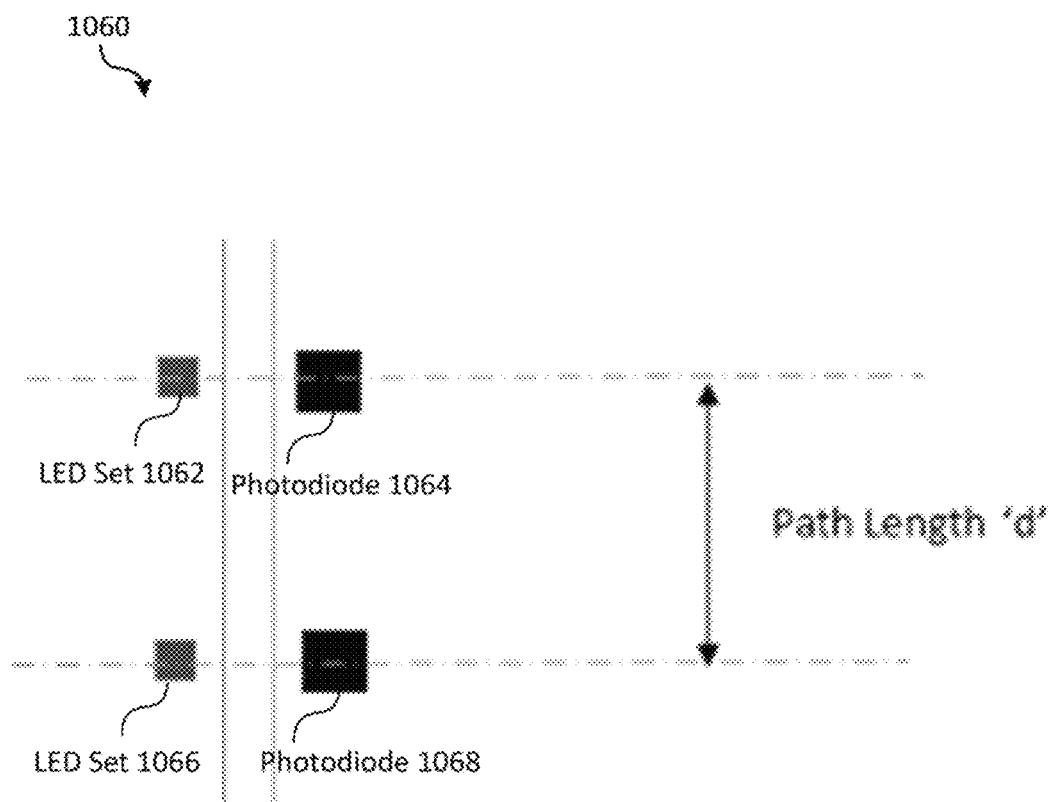 1060
LED Set 1062
Photodiode 1064
Path Length 'd'
LED Set 1066
Photodiode 1068